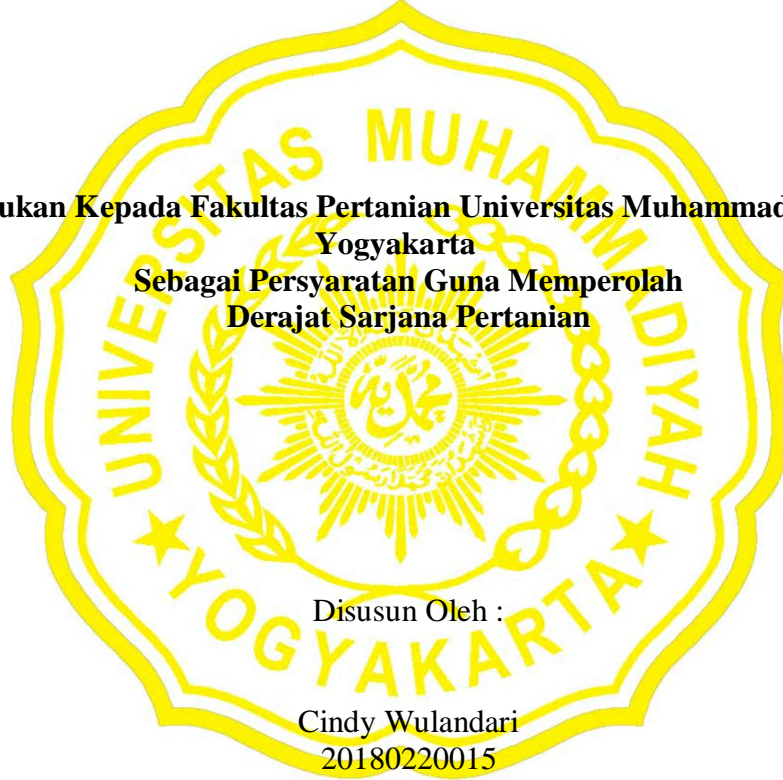 UNIVERSITAS MUHAMMADIYAH
ukan Kepada Fakultas Pertanian Universitas Muhammad
Yogyakarta
Sebagai Persyaratan Guna Memperolah
Derajat Sarjana Pertanian
محمدية
Disusun Oleh :
★YOGYAKARTA★
Cindy Wulandari
20180220015